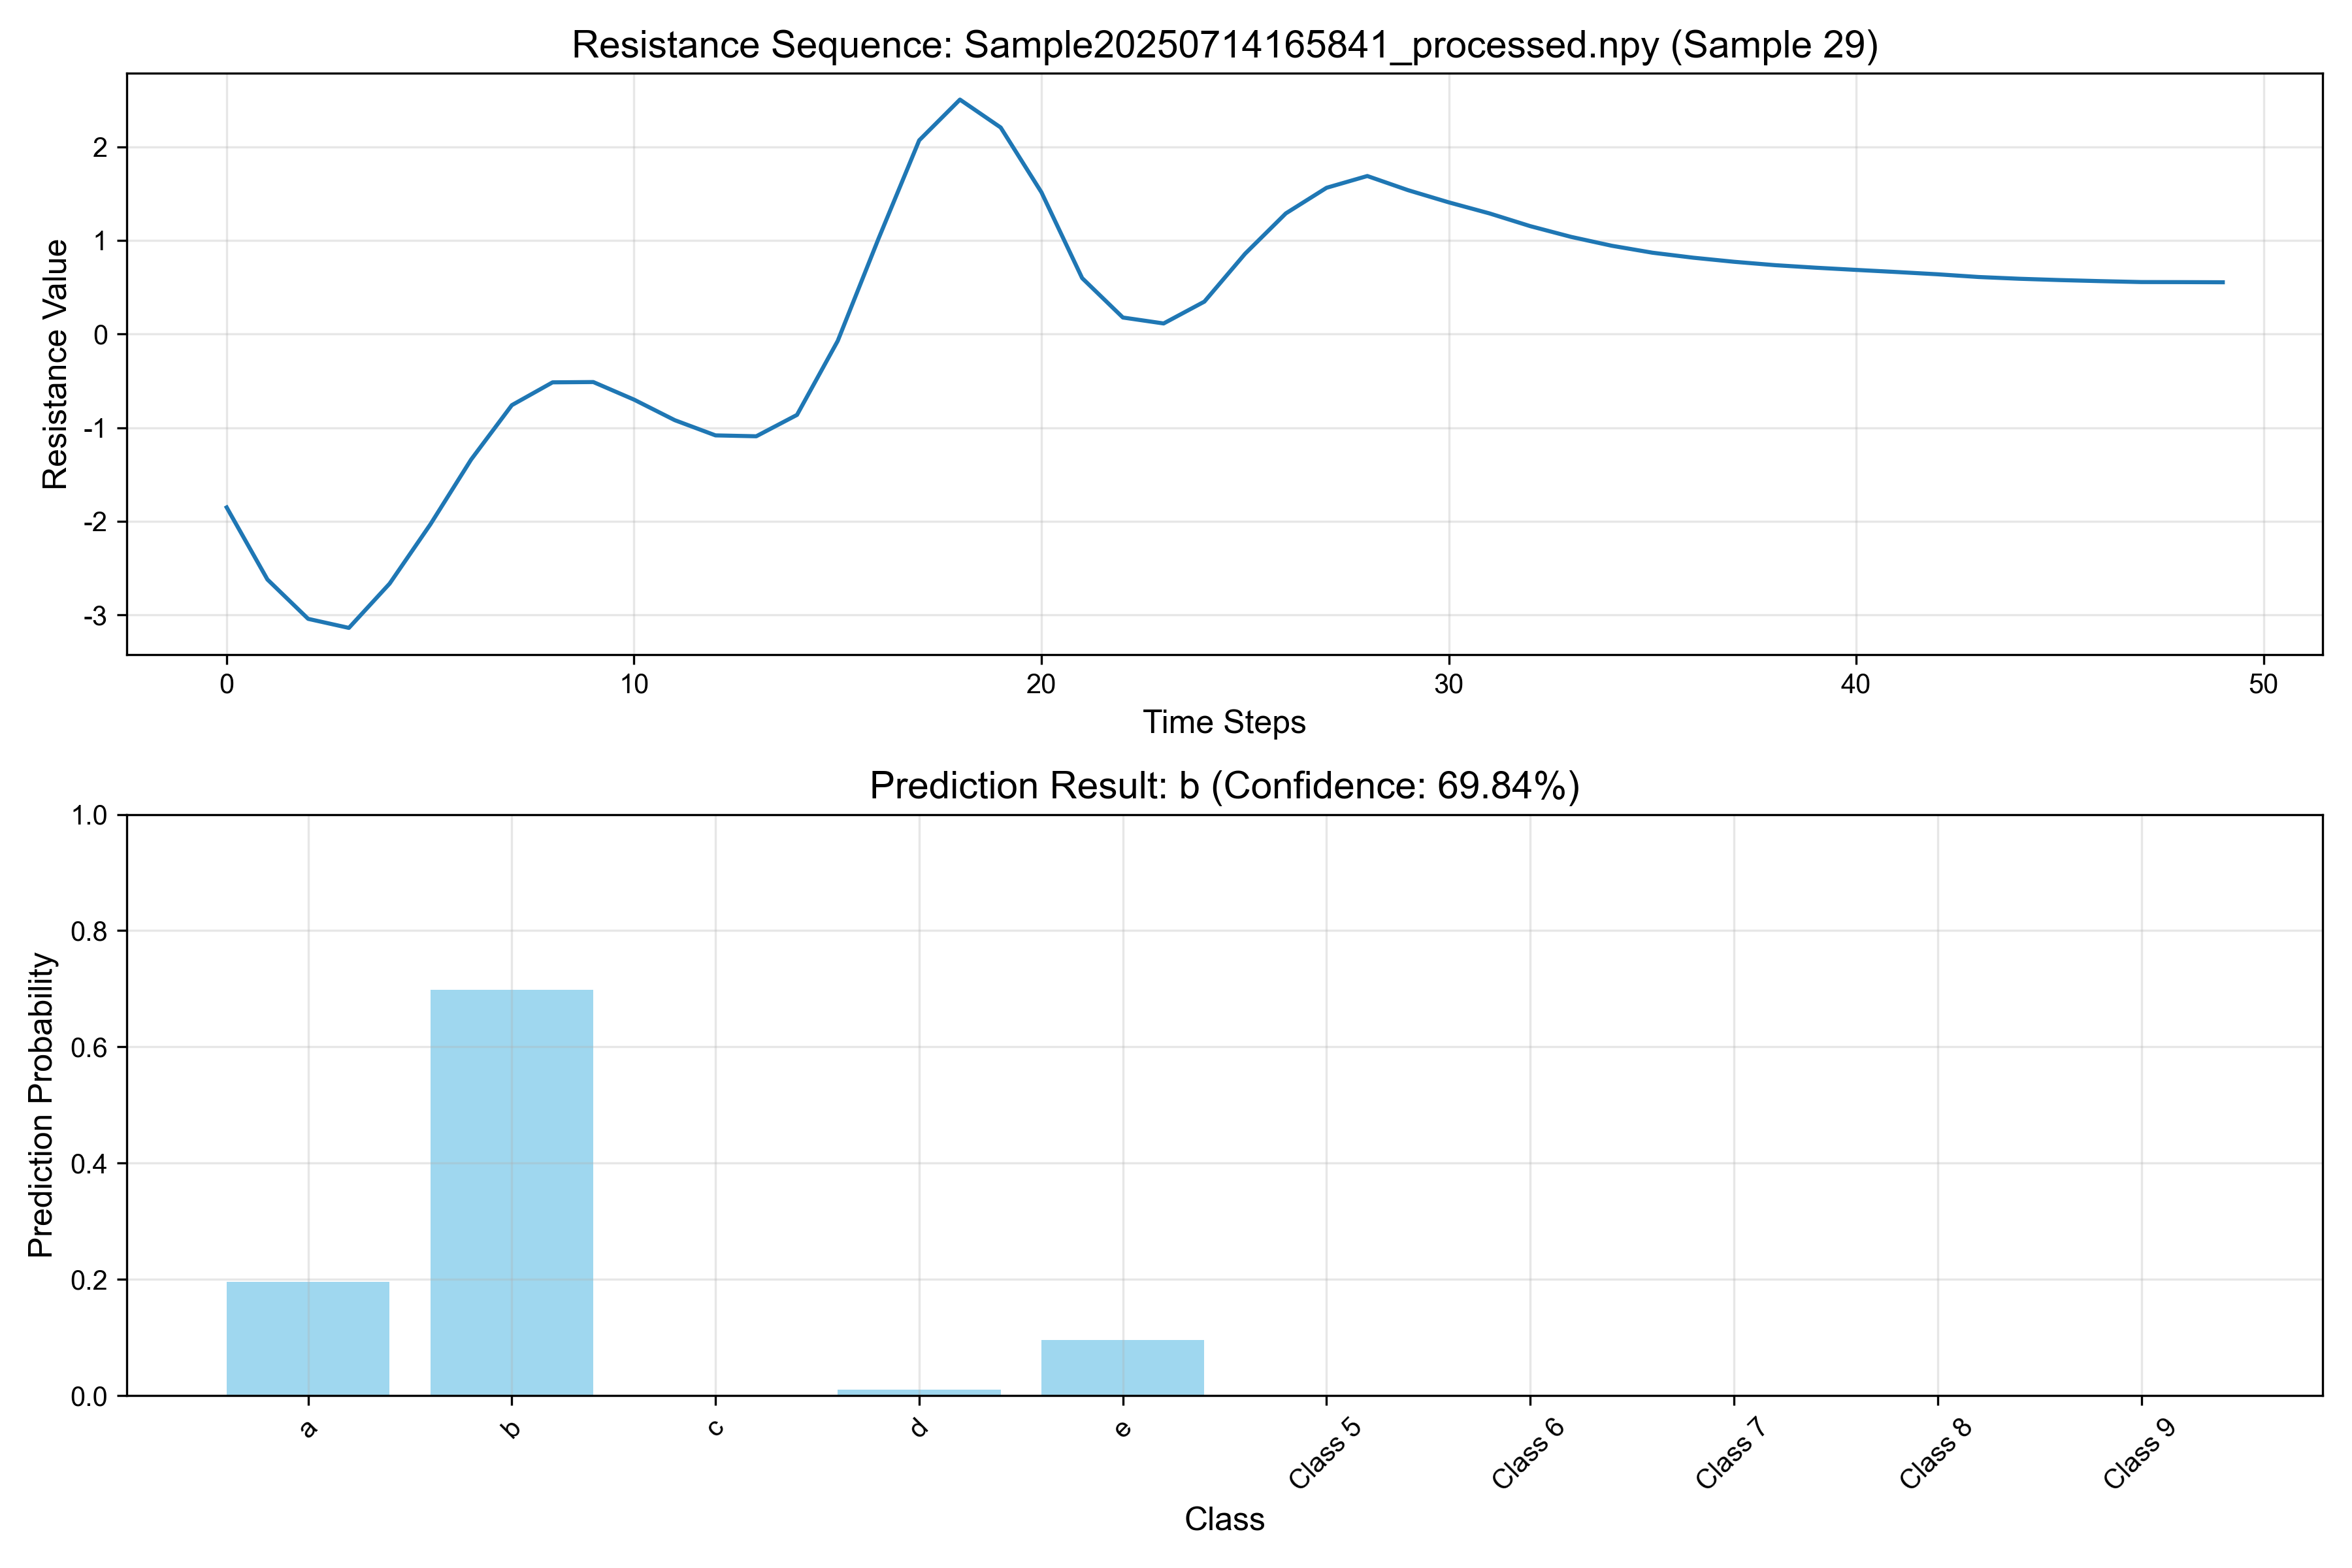 Resistance Sequence: Sample20250714165841_processed.npy (Sample 29)
Resistance Value
2
1
0
-1
-2
-3
0 10 20 30 40 50
Time Steps
Prediction Result: b (Confidence: 69.84%)
Prediction Probability
1.0
0.8
0.6
0.4
0.2
0.0
a b c d e Class 5 Class 6 Class 7 Class 8 Class 9
Class